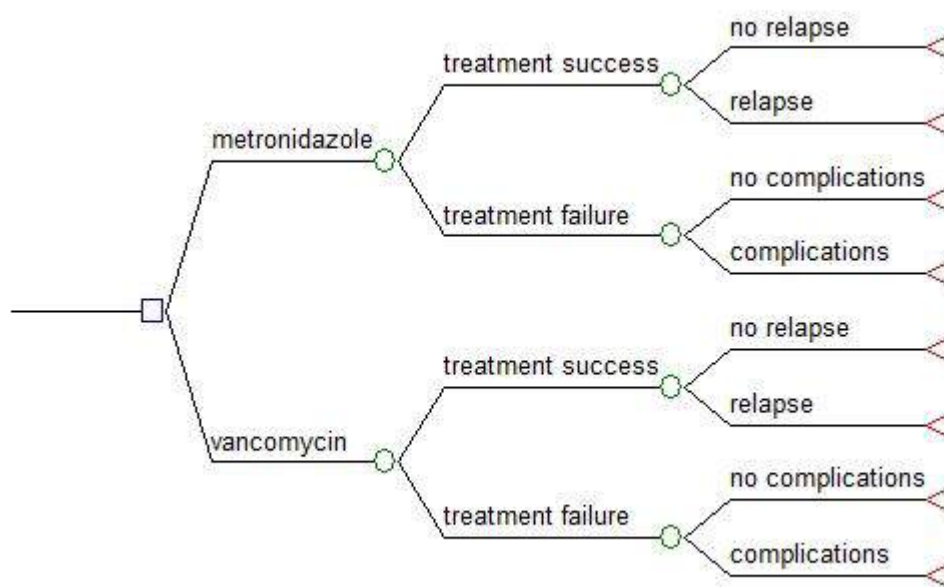 no relapse
treatment success
relapse
metronidazole
no complications
treatment failure
complications
no relapse
treatment success
relapse
vancomycin
no complications
treatment failure
complications